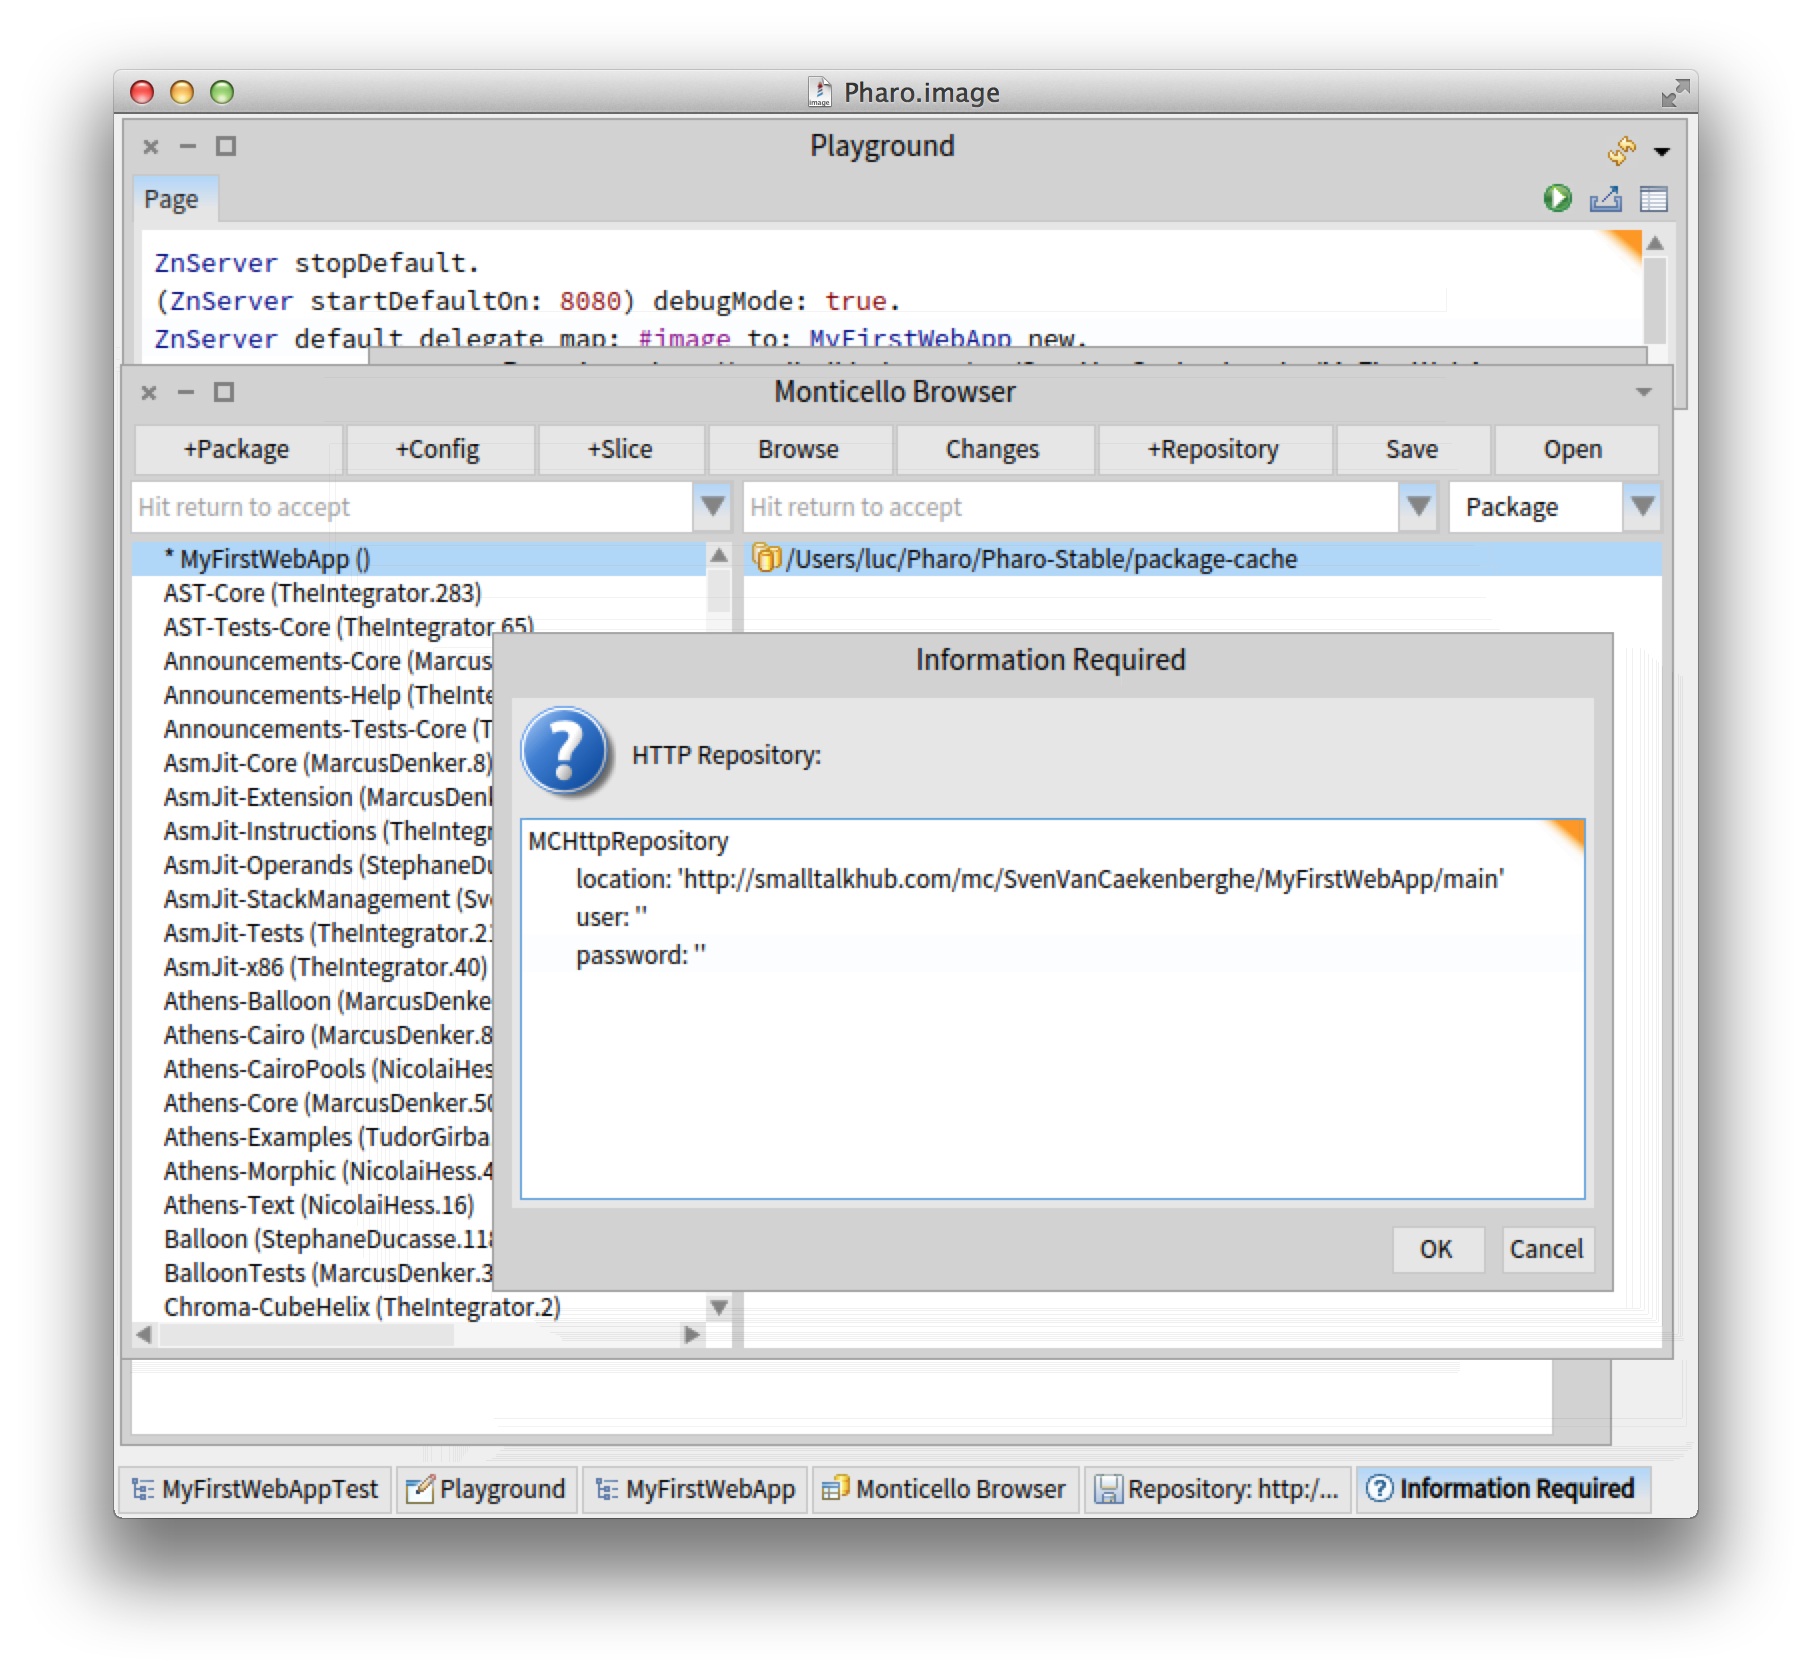 Pharo.image
Playground
Page
ZnServer stopDefault.
(ZnServer startDefaultOn: 8080) debugMode: true.
ZnServer default delegate map: #image to: MyFirstWebApp new.
Monticello Browser
+Package +Config +Slice Browse Changes +Repository Save Open
Hit return to accept Hit return to accept Package
* MyFirstWebApp () /Users/luc/Pharo/Pharo-Stable/package-cache
AST-Core (TheIntegrator.283)
AST-Tests-Core (TheIntegrator.65)
Announcements-Core (Marcus
Announcements-Help (TheInte
Announcements-Tests-Core (T
AsmJit-Core (MarcusDenker.8)
AsmJit-Extension (MarcusDenk
AsmJit-Instructions (TheIntegr
AsmJit-Operands (StephaneDu
AsmJit-StackManagement (Sve
AsmJit-Tests (TheIntegrator.21
AsmJit-x86 (TheIntegrator.40)
Athens-Balloon (MarcusDenke
Athens-Cairo (MarcusDenker.8
Athens-CairoPools (NicolaiHes
Athens-Core (MarcusDenker.50
Athens-Examples (TudorGirba.
Athens-Morphic (NicolaiHess.4
Athens-Text (NicolaiHess.16)
Balloon (StephaneDucasse.118
BalloonTests (MarcusDenker.3
Chroma-CubeHelix (TheIntegrator.2)
Information Required
HTTP Repository:
MCHttpRepository
location: 'http://smalltalkhub.com/mc/SvenVanCaekenberghe/MyFirstWebApp/main'
user: ''
password: ''
OK Cancel
MyFirstWebAppTest Playground MyFirstWebApp Monticello Browser Repository: http:/... Information Required